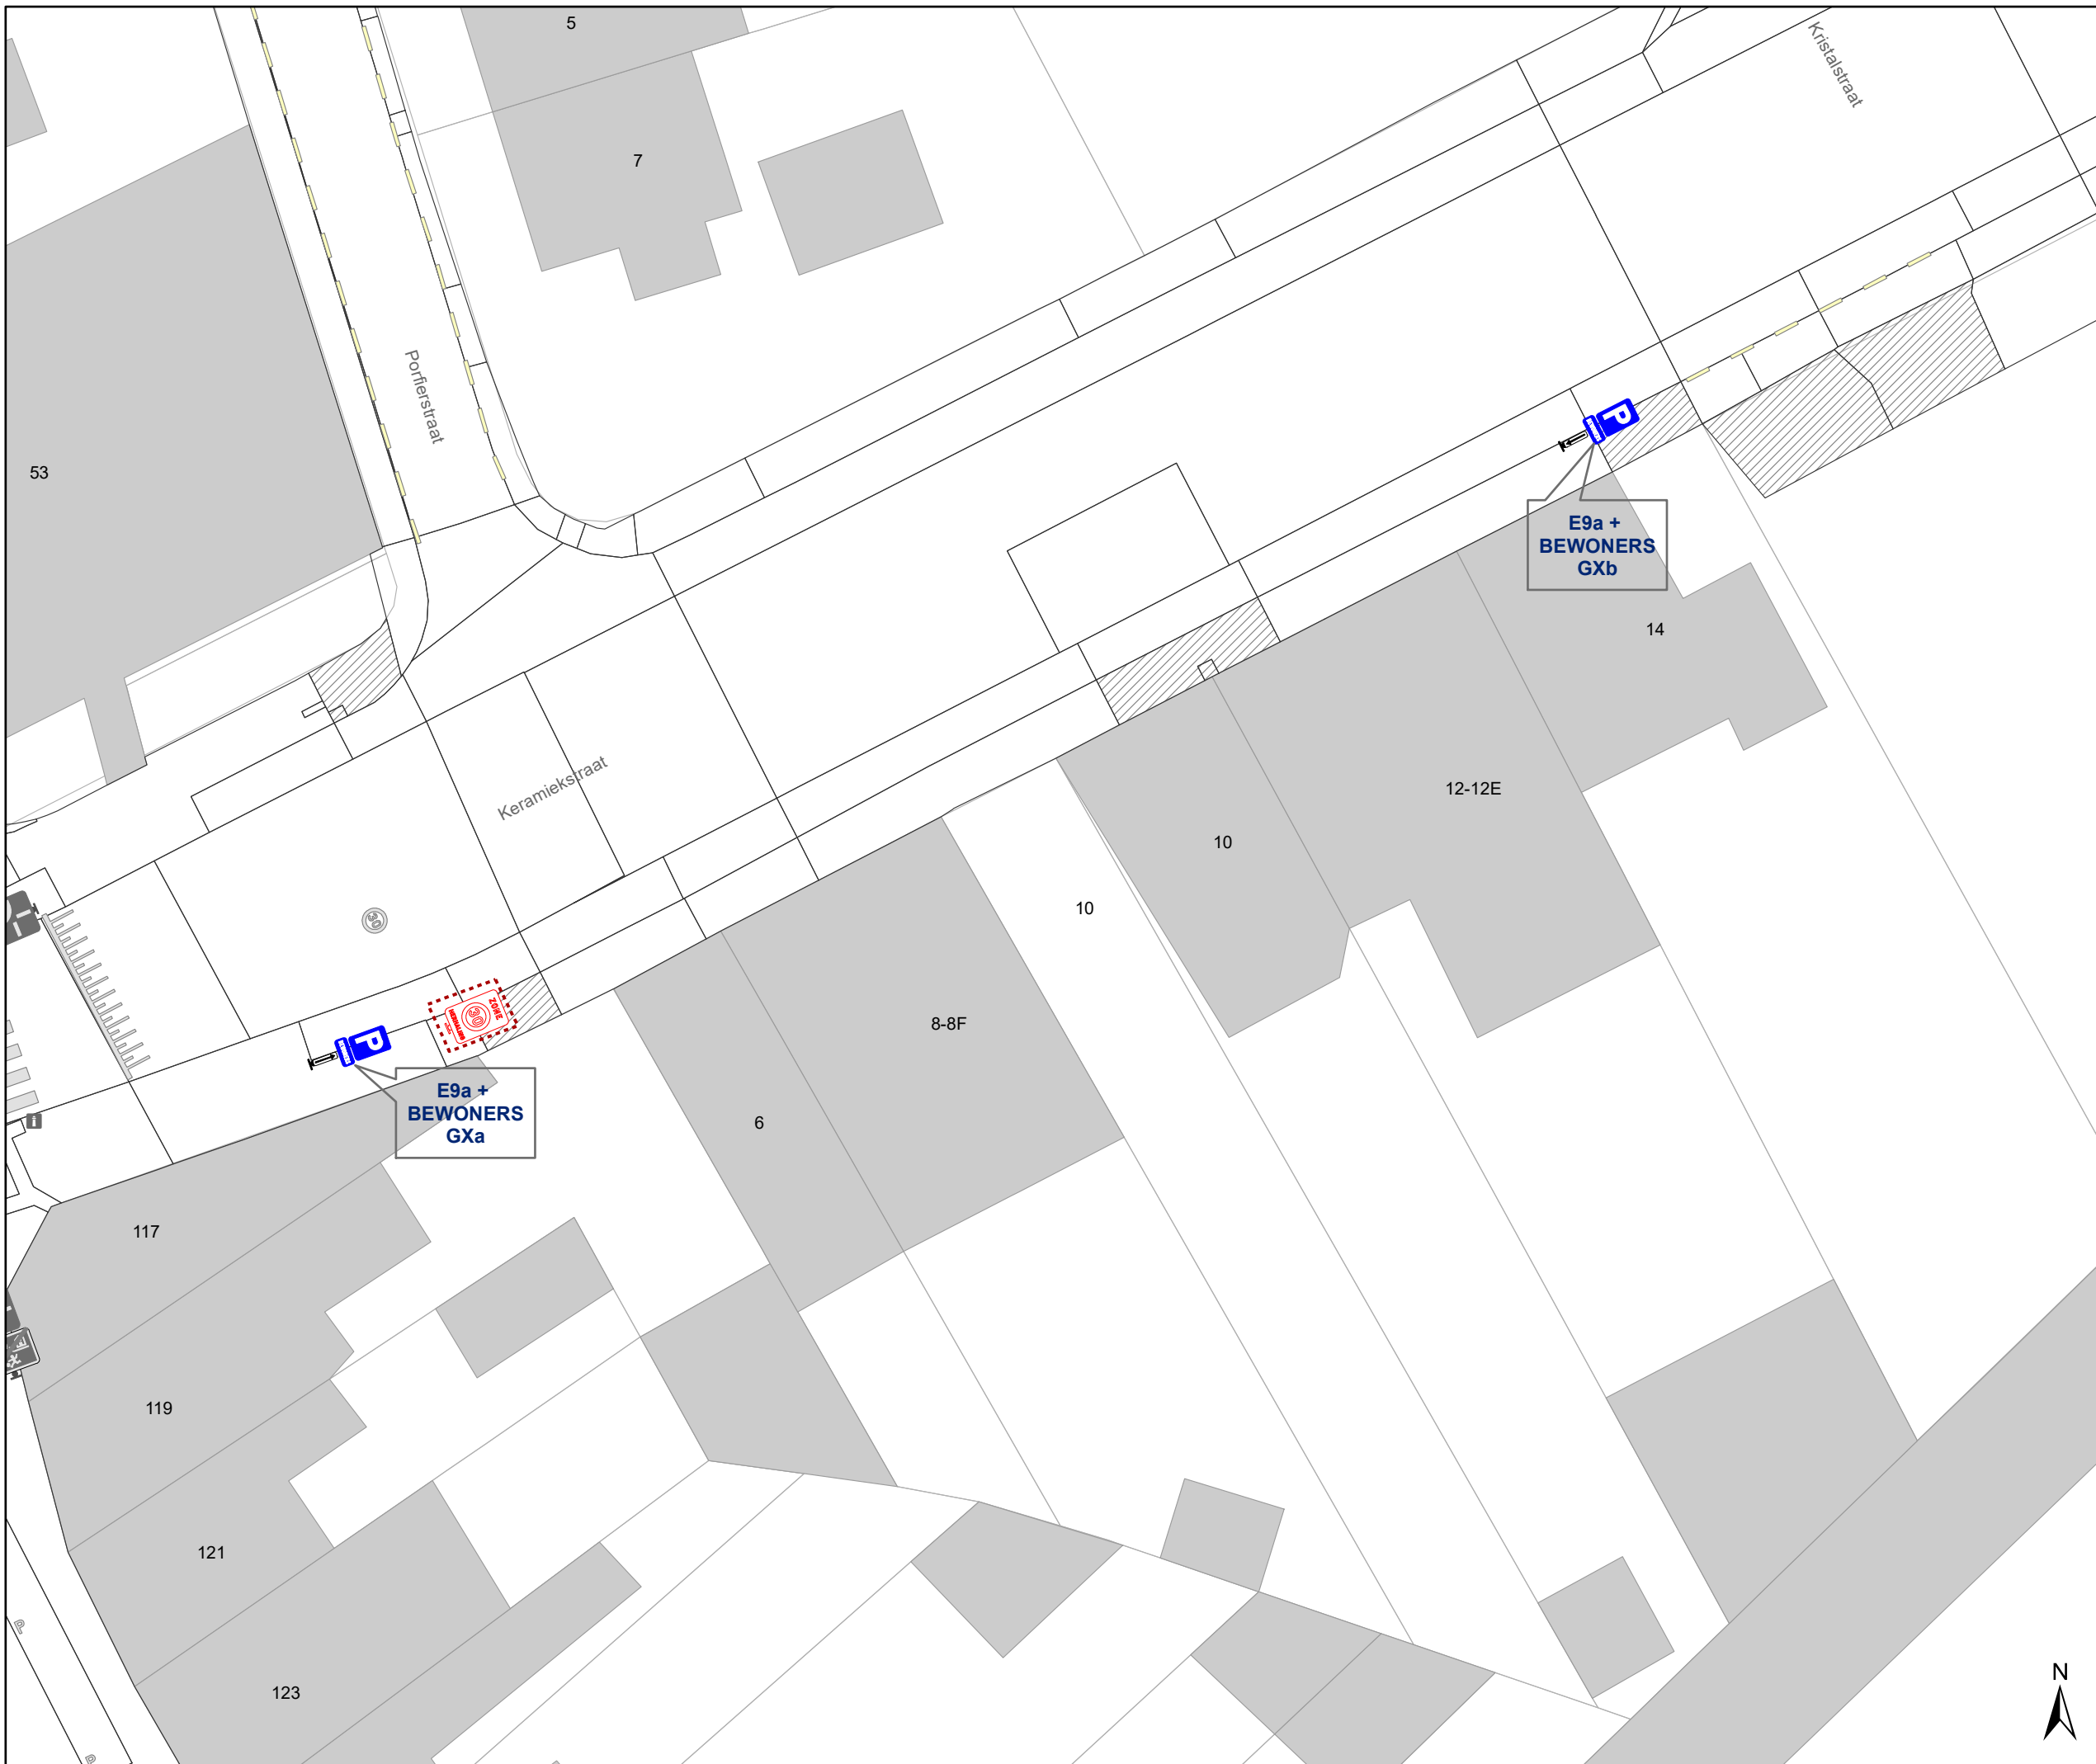 5
Kristalstraat
7
Porfierstraat
53
E9a +
BEWONERS
GXb
14
Keramiekstraat
12-12E
10
10
30
ZONE
30
8-8F
P
P
E9a +
BEWONERS
GXa
6
117
119
121
123
P
P
N